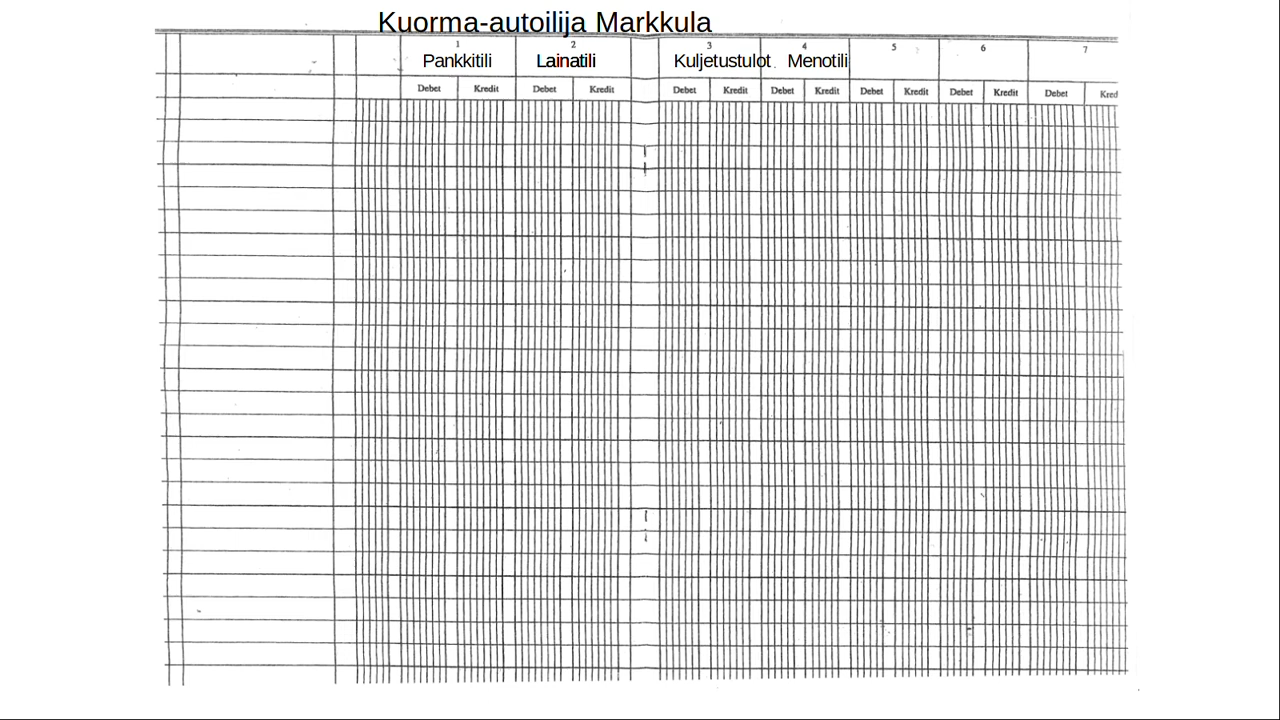 Kuorma-autoilija Markkula
1 2 3 4 5 6 7
Pankkitili Lainatili Kuljetustulot Menotili
Debet Kredit Debet Kredit Debet Kredit Debet Kredit Debet Kredit Debet Kredit Debet Kred